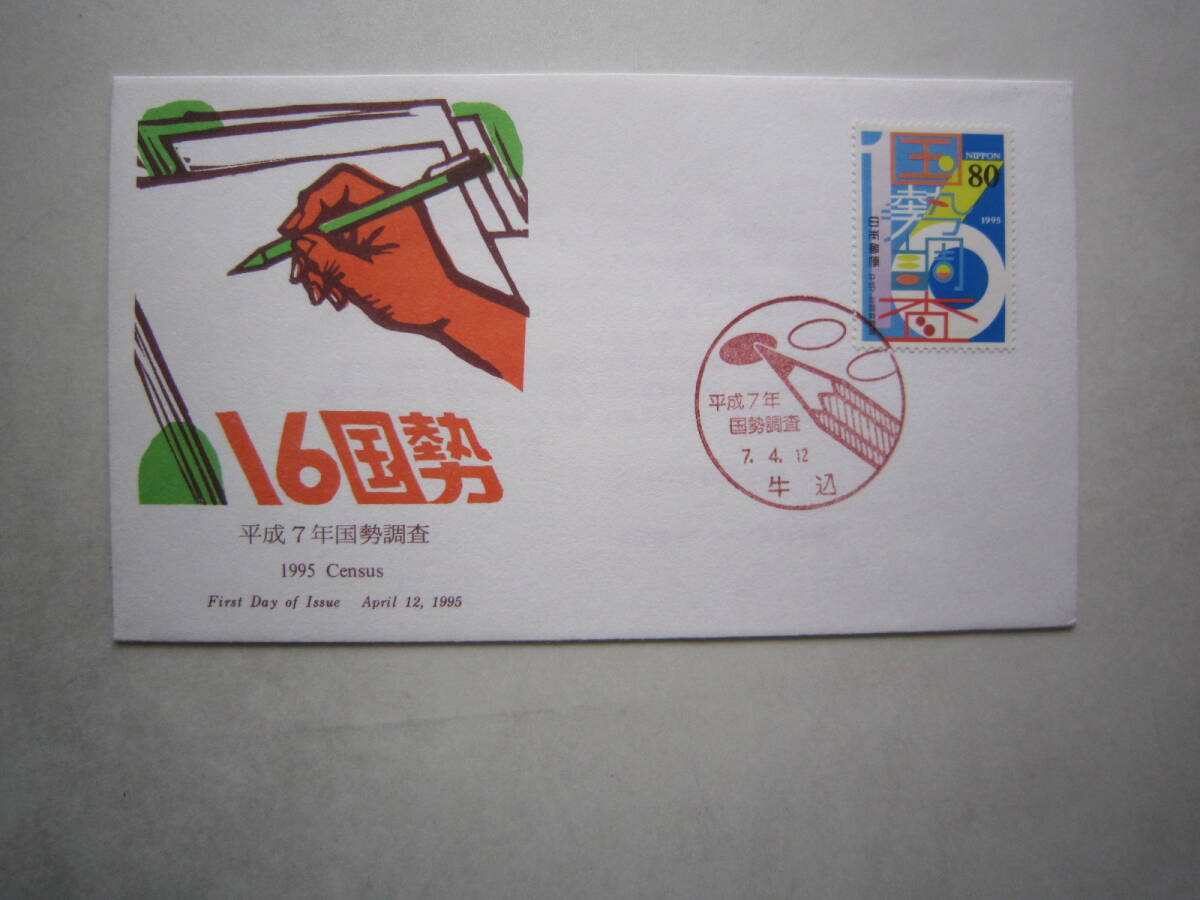 16国勢
平成7年国勢調査
1995 Census
First Day of Issue April 12, 1995
国勢調査
NIPPON
80
1995
日本郵便
平成7年
国勢調査
7. 4. 12
牛込